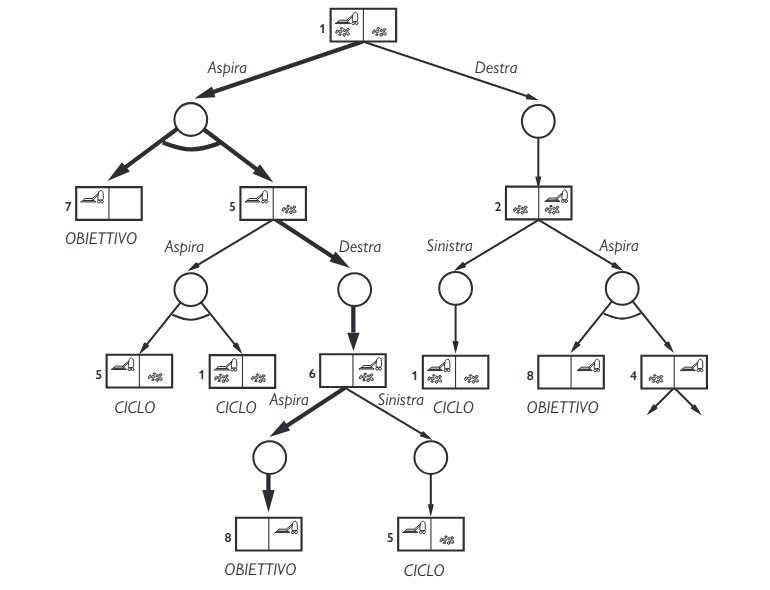 1
Aspira
Destra
7
5
2
OBIETTIVO
Aspira
Destra
Sinistra
Aspira
5
1
6
1
8
4
CICLO
CICLO
Aspira
Sinistra
CICLO
OBIETTIVO
8
5
OBIETTIVO
CICLO